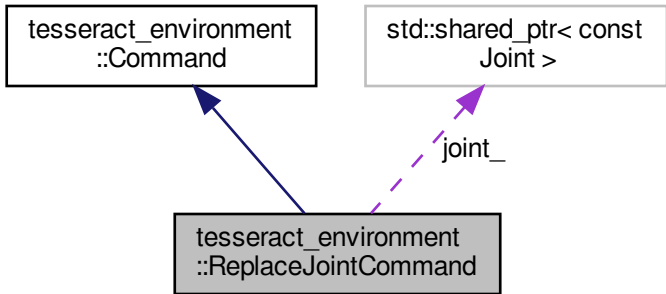 tesseract_environment
::Command
std::shared_ptr< const
Joint >
joint_
tesseract_environment
::ReplaceJointCommand